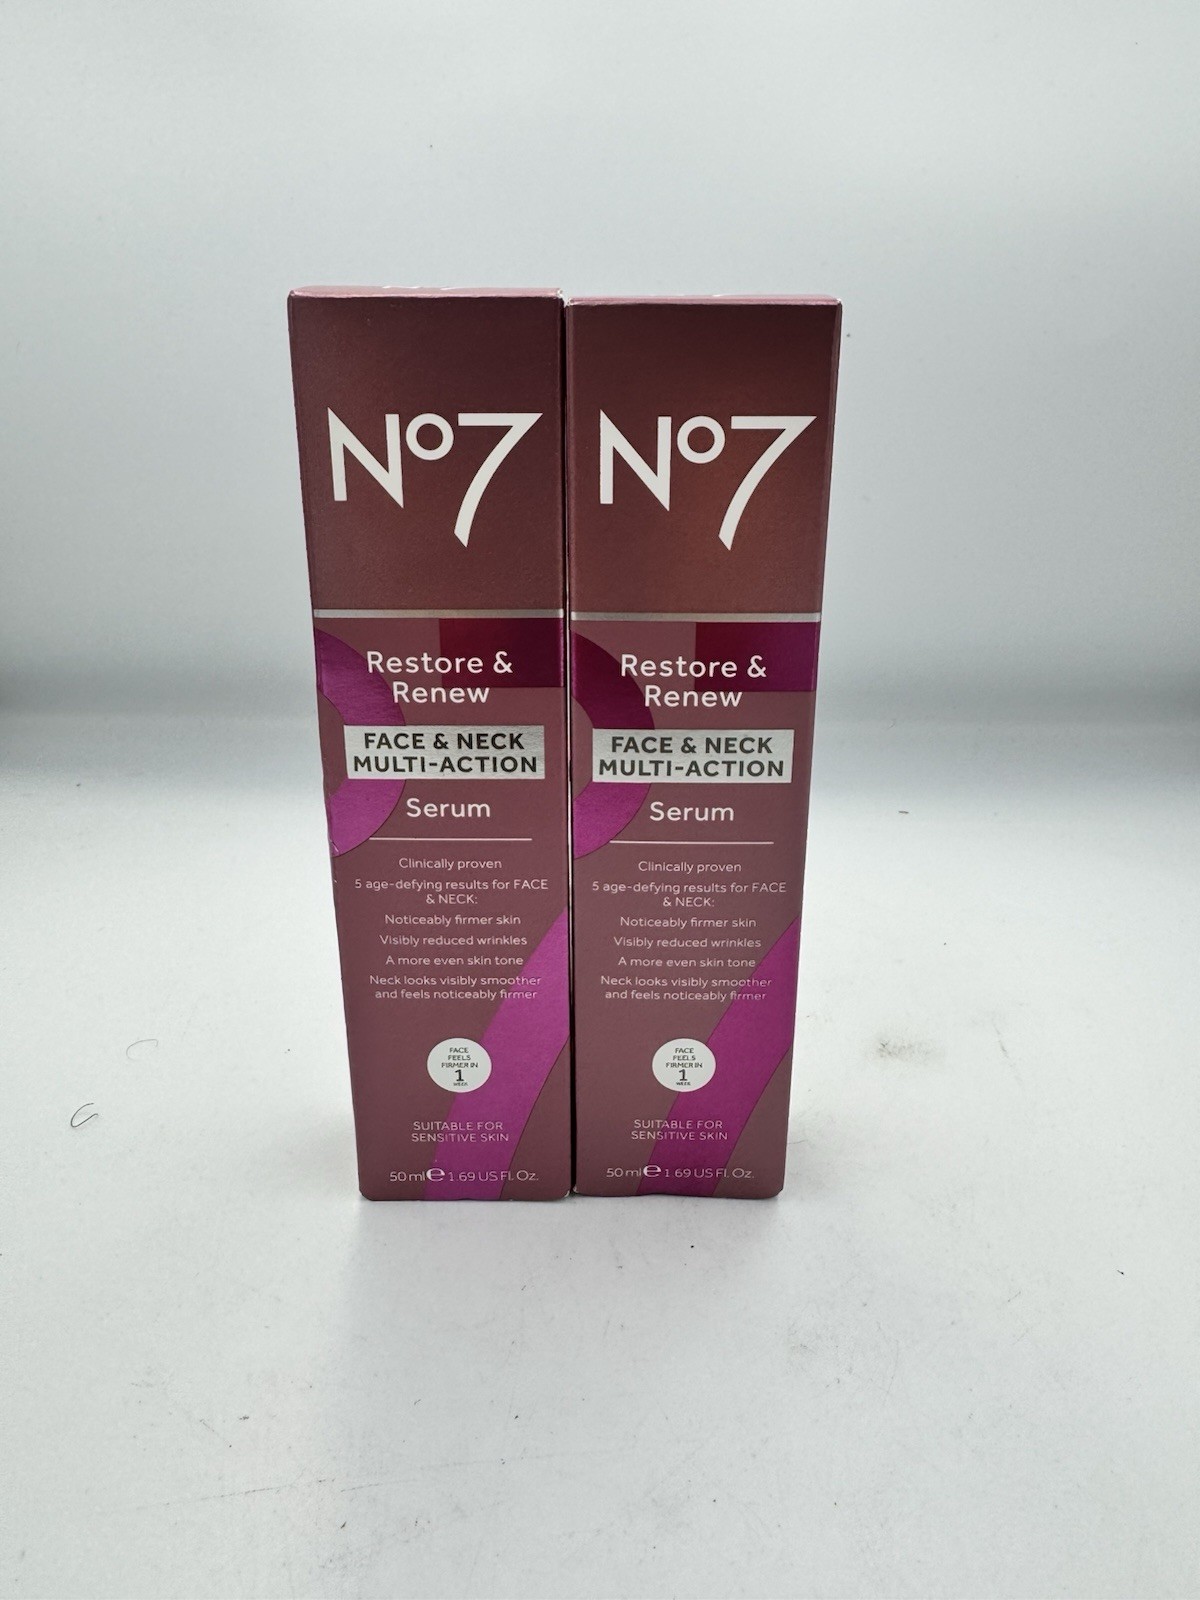 No7
Restore &
Renew
FACE & NECK
MULTI-ACTION
Serum
Clinically proven
5 age-defying results for FACE
& NECK:
Noticeably firmer skin
Visibly reduced wrinkles
A more even skin tone
Neck looks visibly smoother
and feels noticeably firmer
FACE
FEELS
FIRMER IN
1
WEEK
SUITABLE FOR
SENSITIVE SKIN
50 ml ℮ 1.69 US Fl. Oz.
No7
Restore &
Renew
FACE & NECK
MULTI-ACTION
Serum
Clinically proven
5 age-defying results for FACE
& NECK:
Noticeably firmer skin
Visibly reduced wrinkles
A more even skin tone
Neck looks visibly smoother
and feels noticeably firmer
FACE
FEELS
FIRMER IN
1
WEEK
SUITABLE FOR
SENSITIVE SKIN
50 ml ℮ 1.69 US Fl. Oz.